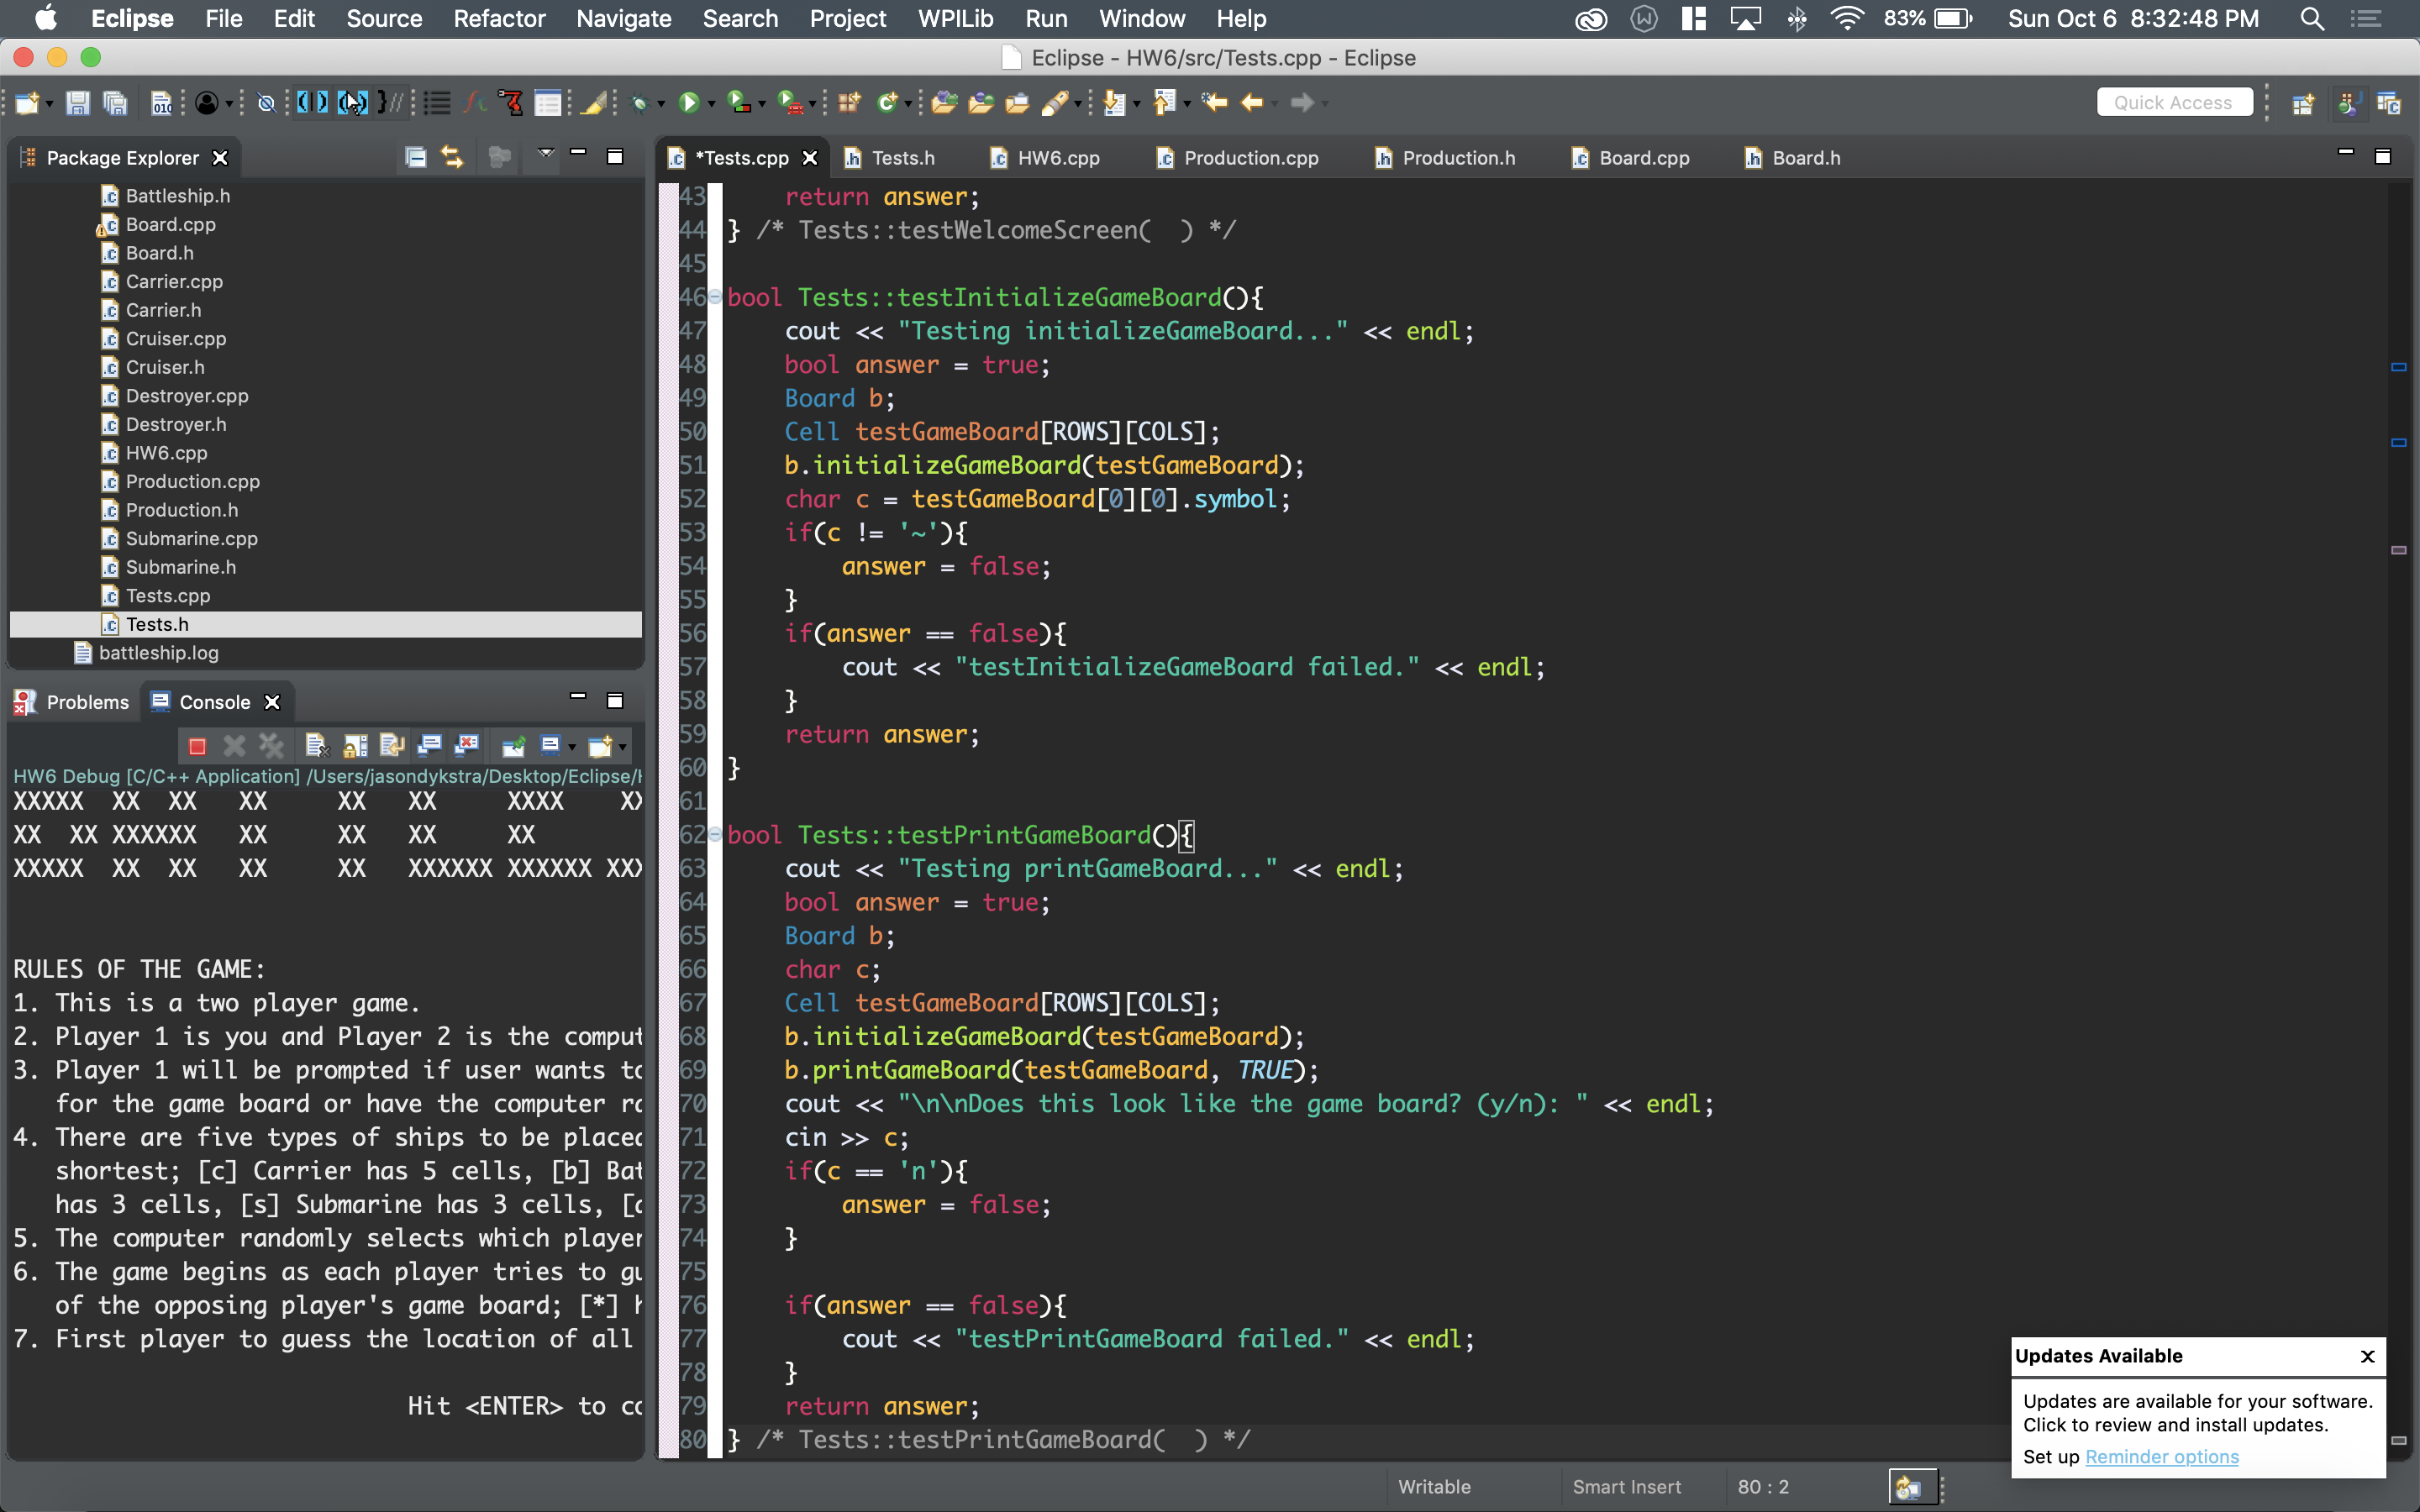 Eclipse File Edit Source Refactor Navigate Search Project WPILib Run Window Help 83% Sun Oct 6 8:32:48 PM
Eclipse - HW6/src/Tests.cpp - Eclipse
Quick Access
Package Explorer
Battleship.h
Board.cpp
Board.h
Carrier.cpp
Carrier.h
Cruiser.cpp
Cruiser.h
Destroyer.cpp
Destroyer.h
HW6.cpp
Production.cpp
Production.h
Submarine.cpp
Submarine.h
Tests.cpp
Tests.h
battleship.log
Problems Console
HW6 Debug [C/C++ Application] /Users/jasondykstra/Desktop/Eclipse/
XXXXX  XX  XX   XX     XX   XX     XXXX    XX
XX  XX XXXXXX   XX     XX   XX     XX
XXXXX  XX  XX   XX     XX   XXXXXX XXXXXX XXX
RULES OF THE GAME:
1. This is a two player game.
2. Player 1 is you and Player 2 is the comput
3. Player 1 will be prompted if user wants to
for the game board or have the computer ra
4. There are five types of ships to be placed
shortest; [c] Carrier has 5 cells, [b] Bat
has 3 cells, [s] Submarine has 3 cells, [d
5. The computer randomly selects which player
6. The game begins as each player tries to gu
of the opposing player's game board; [*] h
7. First player to guess the location of all
Hit <ENTER> to co
*Tests.cpp Tests.h HW6.cpp Production.cpp Production.h Board.cpp Board.h
43     return answer;
44 } /* Tests::testWelcomeScreen(  ) */
45
46 bool Tests::testInitializeGameBoard(){
47     cout << "Testing initializeGameBoard..." << endl;
48     bool answer = true;
49     Board b;
50     Cell testGameBoard[ROWS][COLS];
51     b.initializeGameBoard(testGameBoard);
52     char c = testGameBoard[0][0].symbol;
53     if(c != '~'){
54         answer = false;
55     }
56     if(answer == false){
57         cout << "testInitializeGameBoard failed." << endl;
58     }
59     return answer;
60 }
61
62 bool Tests::testPrintGameBoard(){
63     cout << "Testing printGameBoard..." << endl;
64     bool answer = true;
65     Board b;
66     char c;
67     Cell testGameBoard[ROWS][COLS];
68     b.initializeGameBoard(testGameBoard);
69     b.printGameBoard(testGameBoard, TRUE);
70     cout << "\n\nDoes this look like the game board? (y/n): " << endl;
71     cin >> c;
72     if(c == 'n'){
73         answer = false;
74     }
75
76     if(answer == false){
77         cout << "testPrintGameBoard failed." << endl;
78     }
79     return answer;
80 } /* Tests::testPrintGameBoard(  ) */
Updates Available
Updates are available for your software.
Click to review and install updates.
Set up Reminder options
Writable Smart Insert 80 : 2